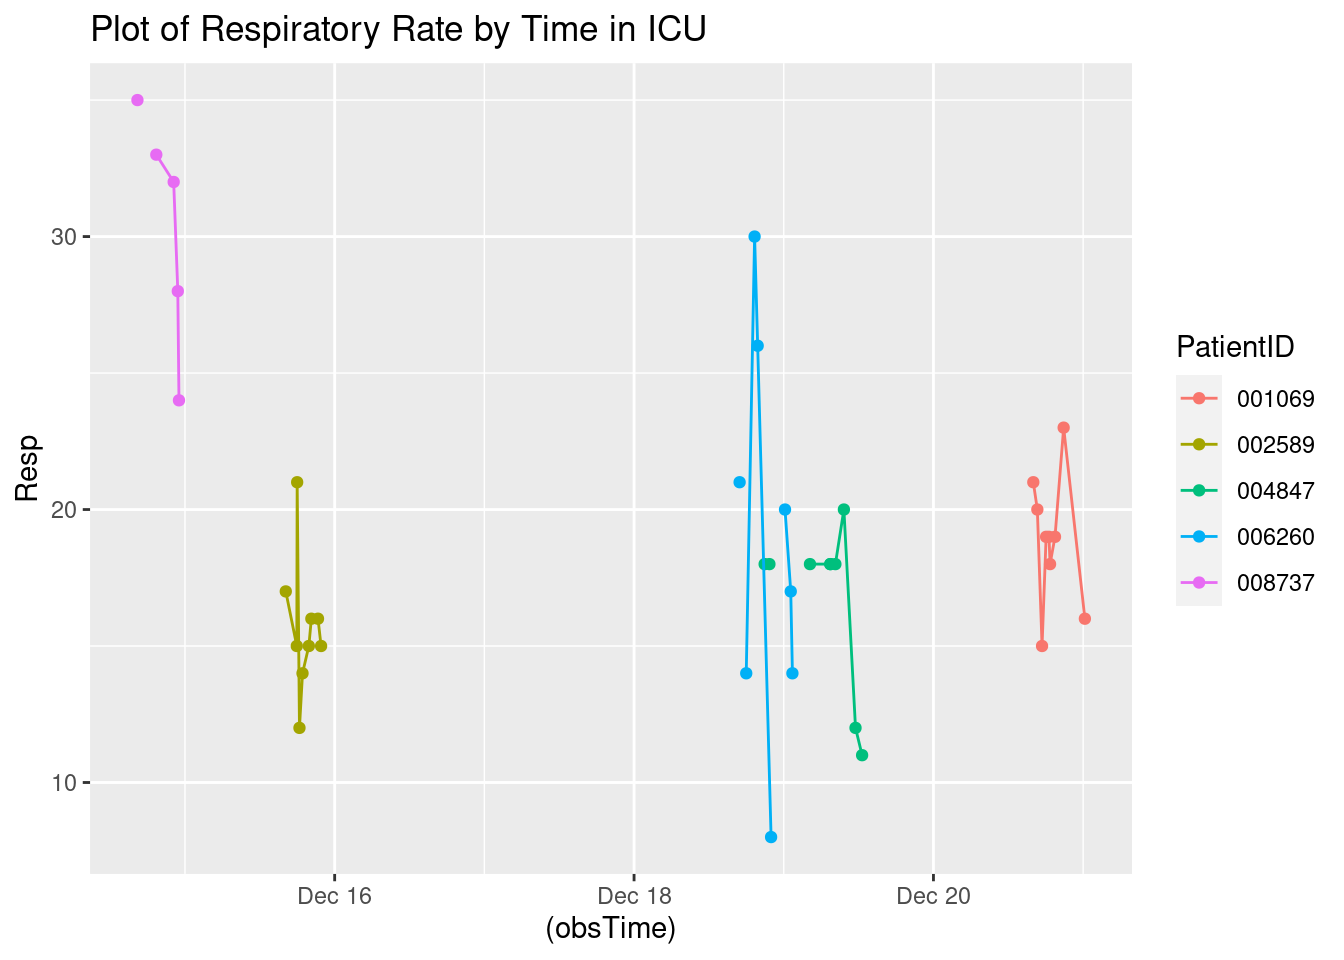 Plot of Respiratory Rate by Time in ICU
30
20
10
Resp
Dec 16
Dec 18
Dec 20
(obsTime)
PatientID
001069
002589
004847
006260
008737